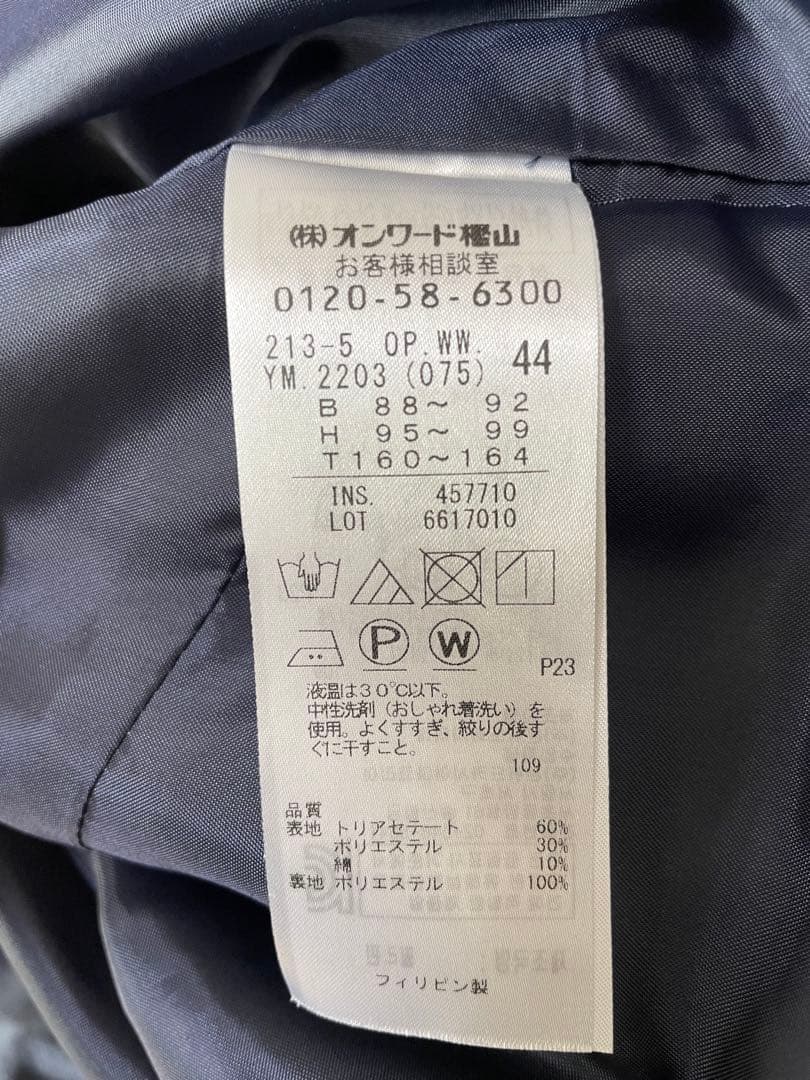 (株)オンワード樫山
お客様相談室
0120-58-6300
213-5 OP.WW. 44
YM.2203(075)
B 88～ 92
H 95～ 99
T160～164
INS. 457710
LOT 6617010
P W
P23
液温は30℃以下。
中性洗剤（おしゃれ着洗い）を
使用。よくすすぎ、絞りの後す
ぐに干すこと。
109
品質
表地 トリアセテート 60%
ポリエステル 30%
綿 10%
裏地 ポリエステル 100%
フィリピン製